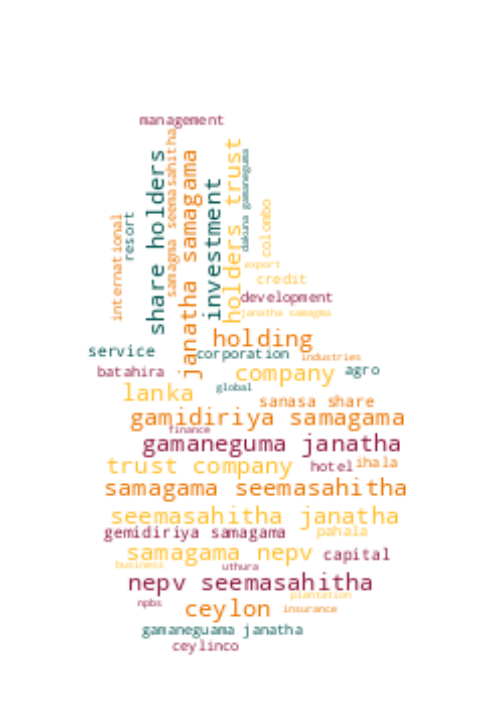 management
share holders
samagma seemasahitha
janatha samagama
investment
holders trust
dakuna gamaneguma
colombo
international
resort
export
credit
development
janatha samagma
holding
service
corporation
industries
batahira
company
agro
global
lanka
sanasa share
gamidiriya samagama
finance
gamaneguma janatha
trust company
hotel
ihala
samagama seemasahitha
seemasahitha janatha
gemidiriya samagama
pahala
samagama nepv
capital
business
uthura
nepv seemasahitha
plantation
npbs
ceylon
insurance
gamaneguama janatha
ceylinco